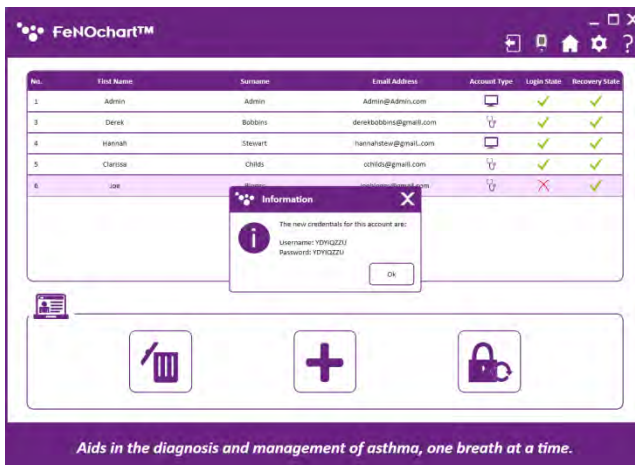 FeNOchart™
No. First Name Surname Email Address Account Type Login State Recovery State
1 Admin Admin Admin@Admin.com
3 Derek Bobbins derekbobbins@gmaill.com
4 Hannah Stewart hannahstew@gmail..com
5 Clarissa Childs cchilds@gmaill.com
6 Joe
Information
The new credentials for this account are:
Username: YDYIQZZU
Password: YDYIQZZU
Ok
Aids in the diagnosis and management of asthma, one breath at a time.